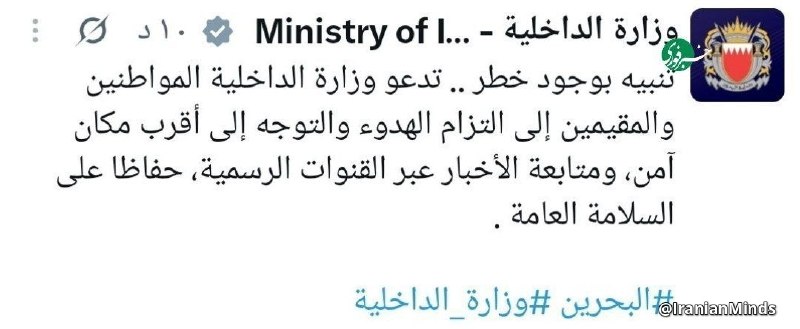 وزارة الداخلية - Ministry of I... ١٠ د
تنبيه بوجود خطر .. تدعو وزارة الداخلية المواطنين
والمقيمين إلى التزام الهدوء والتوجه إلى أقرب مكان
آمن، ومتابعة الأخبار عبر القنوات الرسمية، حفاظا على
السلامة العامة .
#البحرين #وزارة_الداخلية
@IranianMinds